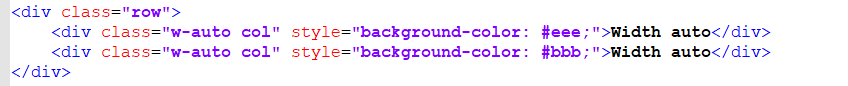 <div class="row">
    <div class="w-auto col" style="background-color: #eee;">Width auto</div>
    <div class="w-auto col" style="background-color: #bbb;">Width auto</div>
</div>